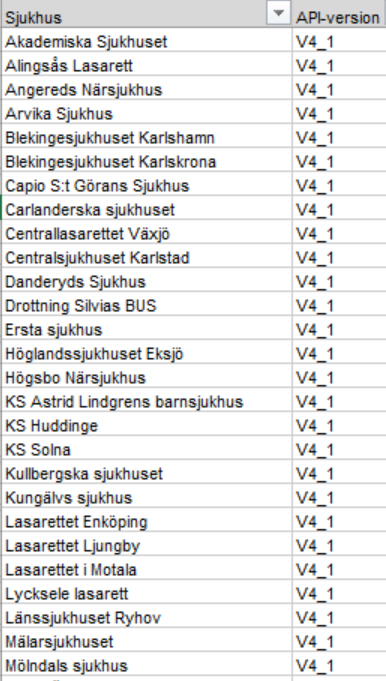 Sjukhus API-version
Akademiska Sjukhuset V4_1
Alingsås Lasarett V4_1
Angereds Närsjukhus V4_1
Arvika Sjukhus V4_1
Blekingesjukhuset Karlshamn V4_1
Blekingesjukhuset Karlskrona V4_1
Capio S:t Görans Sjukhus V4_1
Carlanderska sjukhuset V4_1
Centrallasarettet Växjö V4_1
Centralsjukhuset Karlstad V4_1
Danderyds Sjukhus V4_1
Drottning Silvias BUS V4_1
Ersta sjukhus V4_1
Höglandssjukhuset Eksjö V4_1
Högsbo Närsjukhus V4_1
KS Astrid Lindgrens barnsjukhus V4_1
KS Huddinge V4_1
KS Solna V4_1
Kullbergska sjukhuset V4_1
Kungälvs sjukhus V4_1
Lasarettet Enköping V4_1
Lasarettet Ljungby V4_1
Lasarettet i Motala V4_1
Lycksele lasarett V4_1
Länssjukhuset Ryhov V4_1
Mälarsjukhuset V4_1
Mölndals sjukhus V4_1